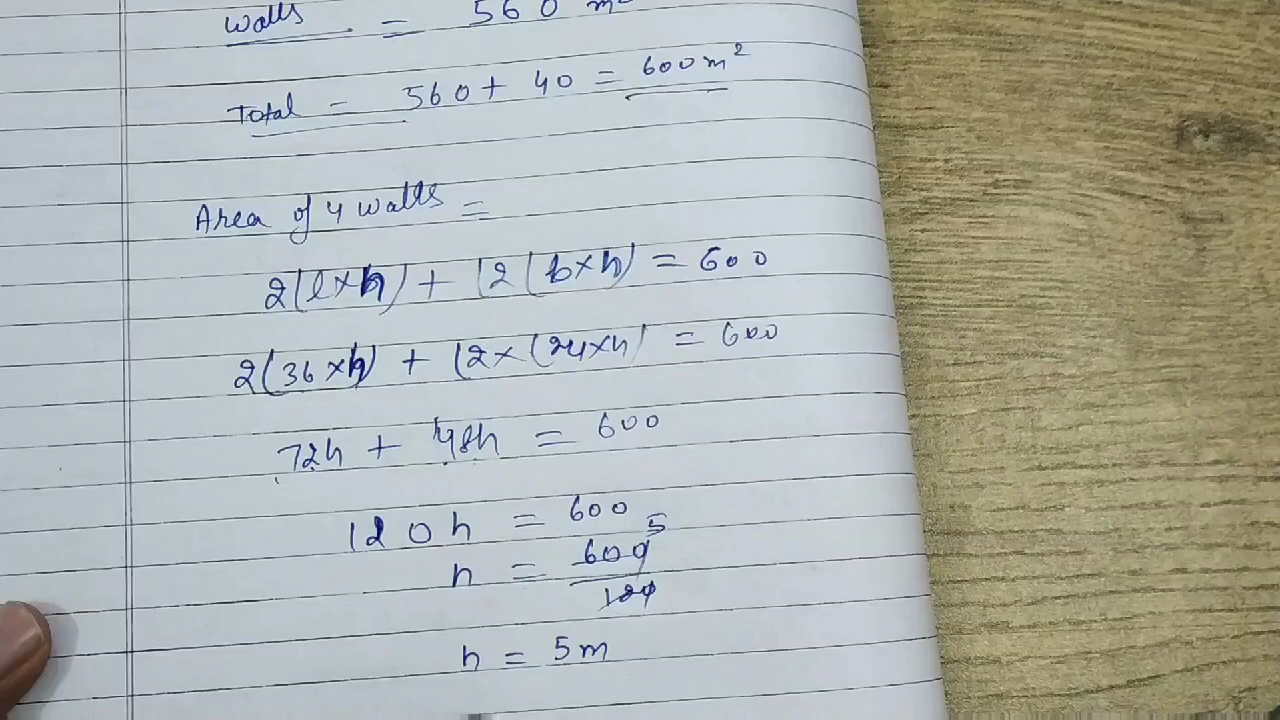 walls = 560 m²
Total = 560 + 40 = 600 m²
Area of 4 walls =
2(l×h) + (2(b×h) = 600
2(36×h) + (2×(24×h) = 600
72h + 48h = 600
120h = 600
h = 600/120 5
h = 5m